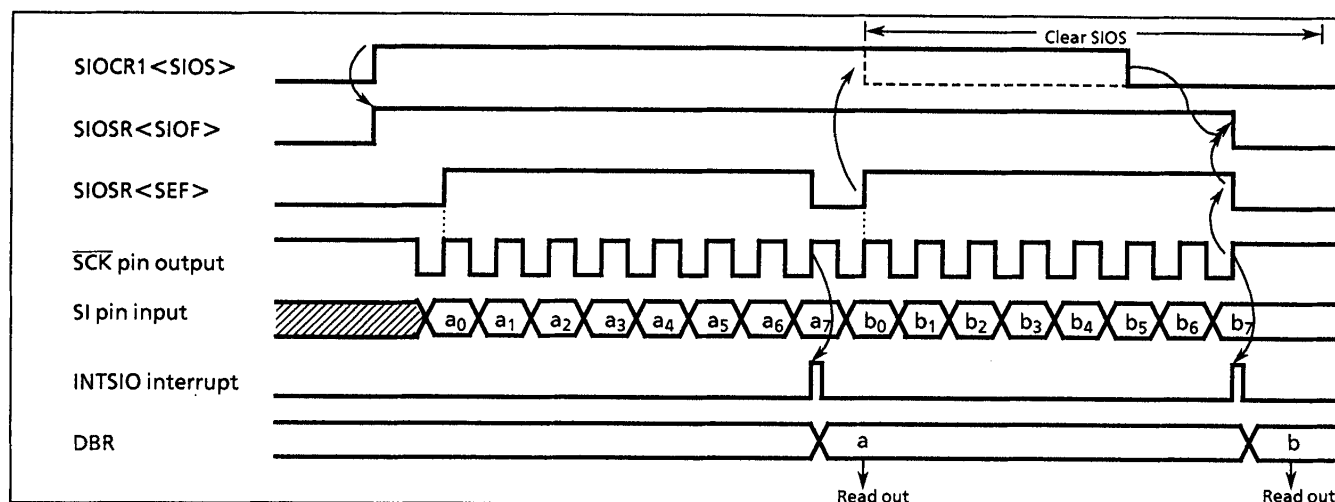 Clear SIOS
SIOCR1<SIOS>
SIOSR<SIOF>
SIOSR<SEF>
SCK pin output
SI pin input
a0 a1 a2 a3 a4 a5 a6 a7 b0 b1 b2 b3 b4 b5 b6 b7
INTSIO interrupt
DBR
a b
Read out Read out